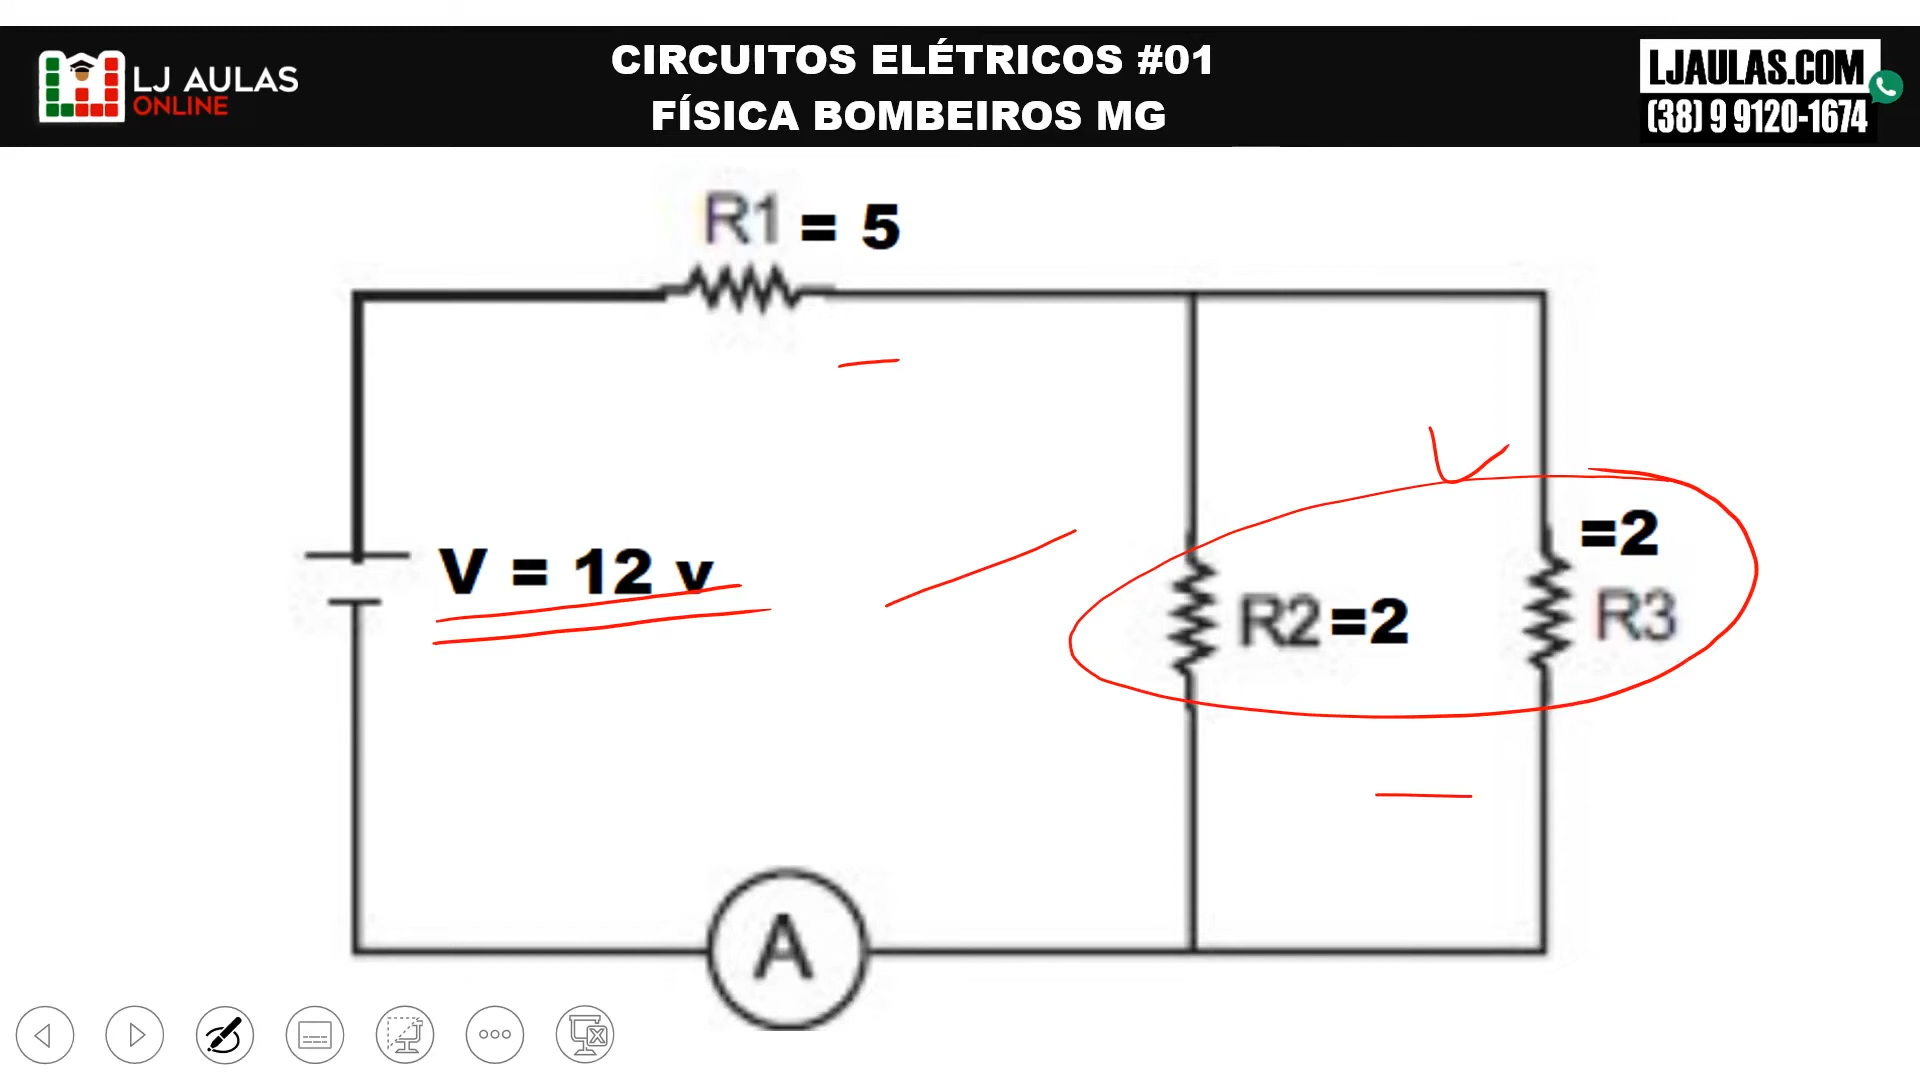 LJ AULAS
ONLINE
CIRCUITOS ELÉTRICOS #01
FÍSICA BOMBEIROS MG
LJAULAS.COM
(38) 9 9120-1674
R1 = 5
V = 12 v
=2
R2 =2
R3
A